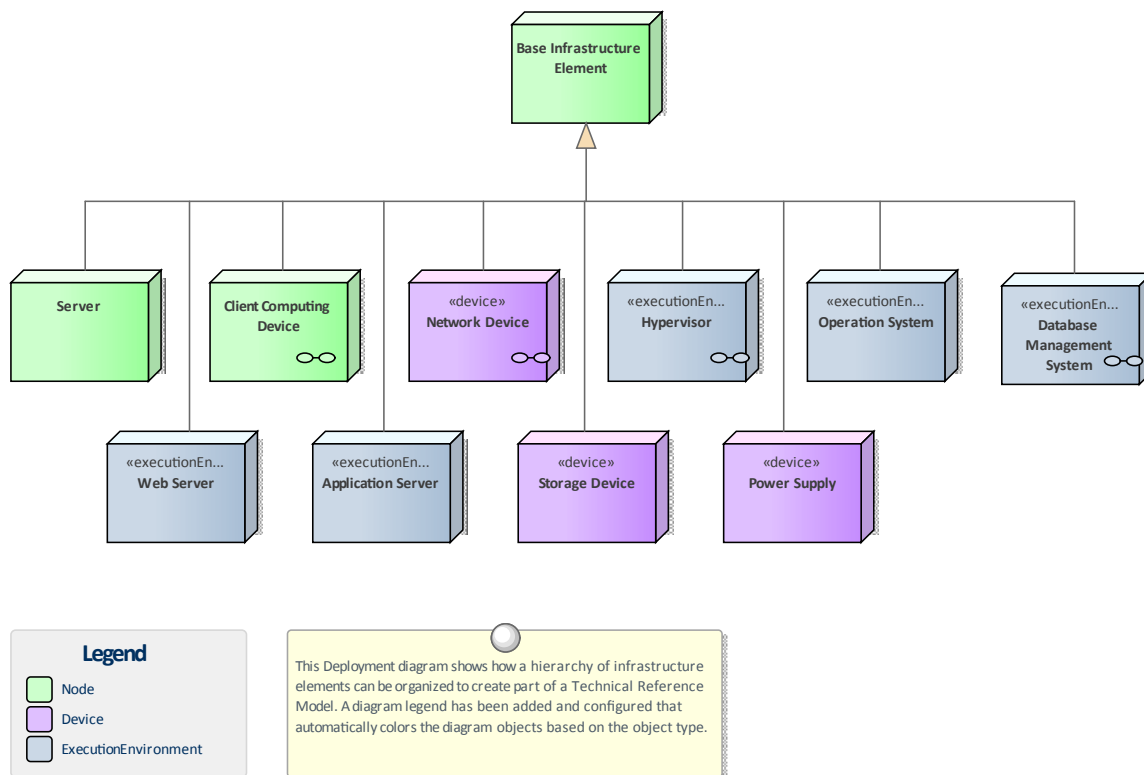 Base Infrastructure
Element
Server
Client Computing
Device
«device»
Network Device
«executionEn...
Hypervisor
«executionEn...
Operation System
«executionEn...
Database
Management
System
«executionEn...
Web Server
«executionEn...
Application Server
«device»
Storage Device
«device»
Power Supply
Legend
Node
Device
ExecutionEnvironment
This Deployment diagram shows how a hierarchy of infrastructure
elements can be organized to create part of a Technical Reference
Model. A diagram legend has been added and configured that
automatically colors the diagram objects based on the object type.